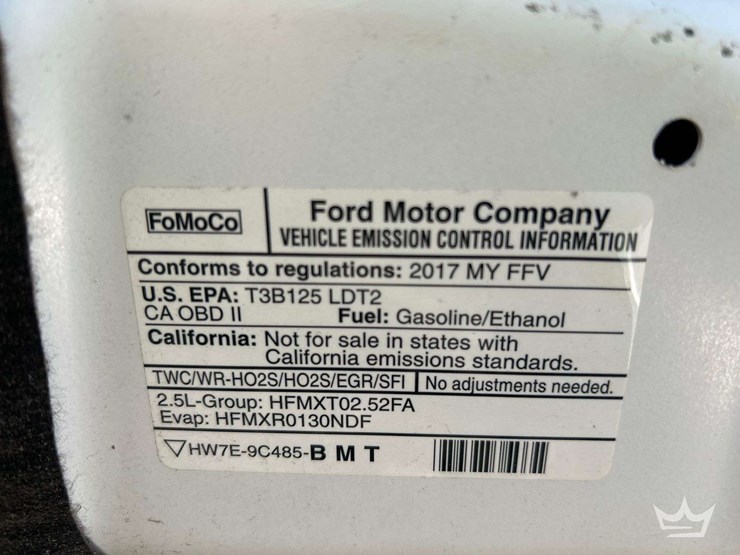 FoMoCo
Ford Motor Company
VEHICLE EMISSION CONTROL INFORMATION
Conforms to regulations: 2017 MY FFV
U.S. EPA: T3B125 LDT2
CA OBD II Fuel: Gasoline/Ethanol
California: Not for sale in states with
California emissions standards.
TWC/WR-HO2S/HO2S/EGR/SFI No adjustments needed.
2.5L-Group: HFMXT02.52FA
Evap: HFMXR0130NDF
HW7E-9C485-B M T